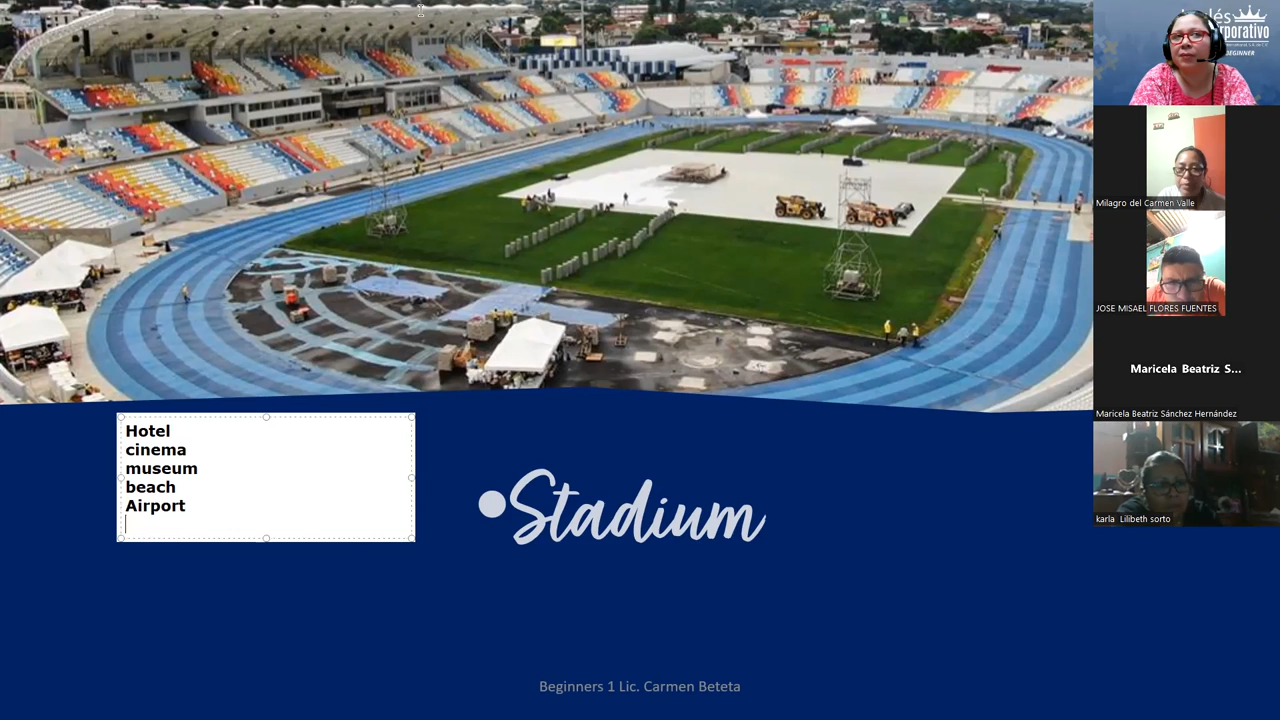 Hotel
cinema
museum
beach
Airport
Stadium
Beginners 1 Lic. Carmen Beteta
BEGINNER
Milagro del Carmen Valle
JOSE MISAEL FLORES FUENTES
Maricela Beatriz S...
Maricela Beatriz Sánchez Hernández
karla Lilibeth sorto